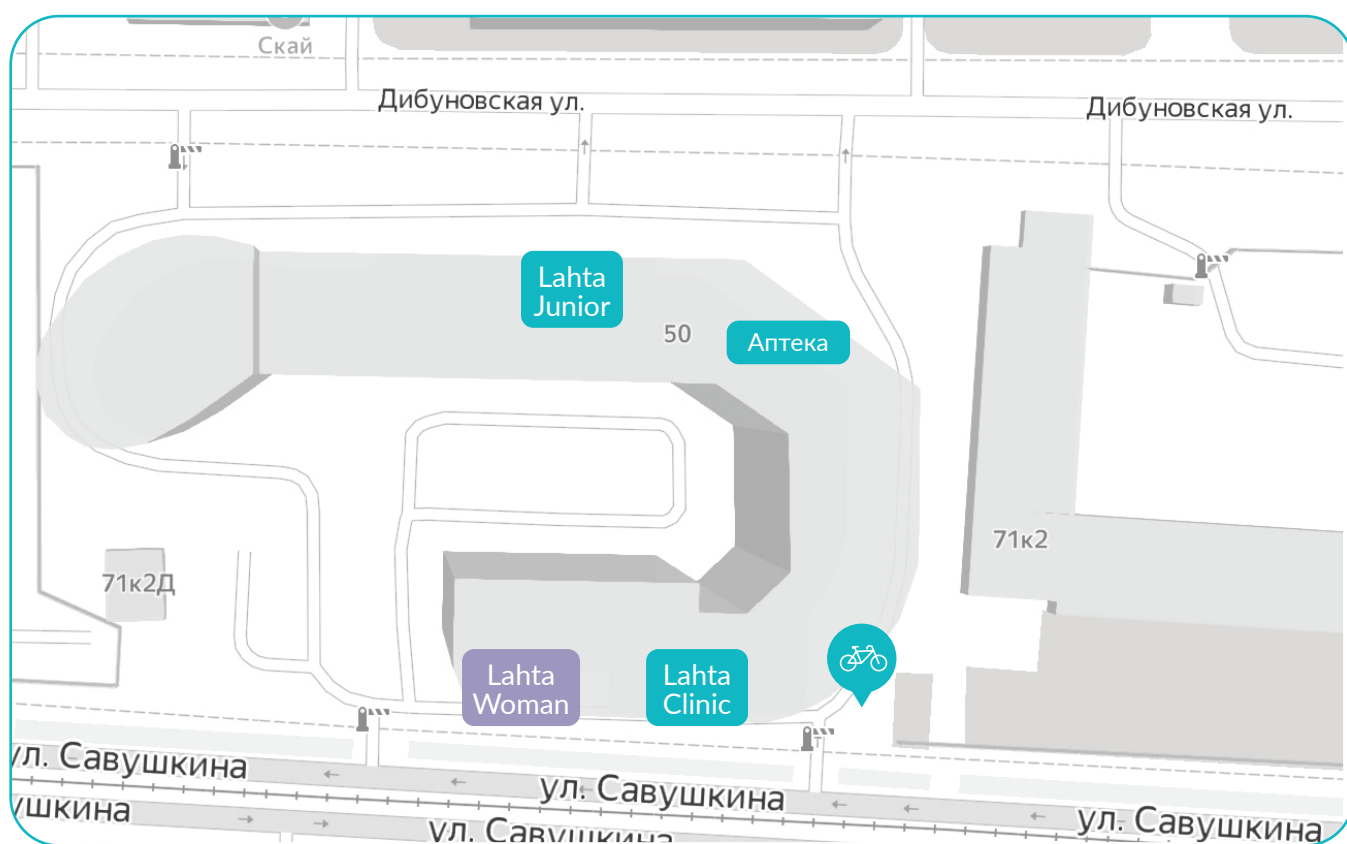 Скай
Дибуновская ул.
Дибуновская ул.
Lahta
Junior
50
Аптека
71к2
71к2Д
Lahta
Woman
Lahta
Clinic
ул. Савушкина
ул. Савушкина
ул. Савушкина
ушкина
ул. Савушкина